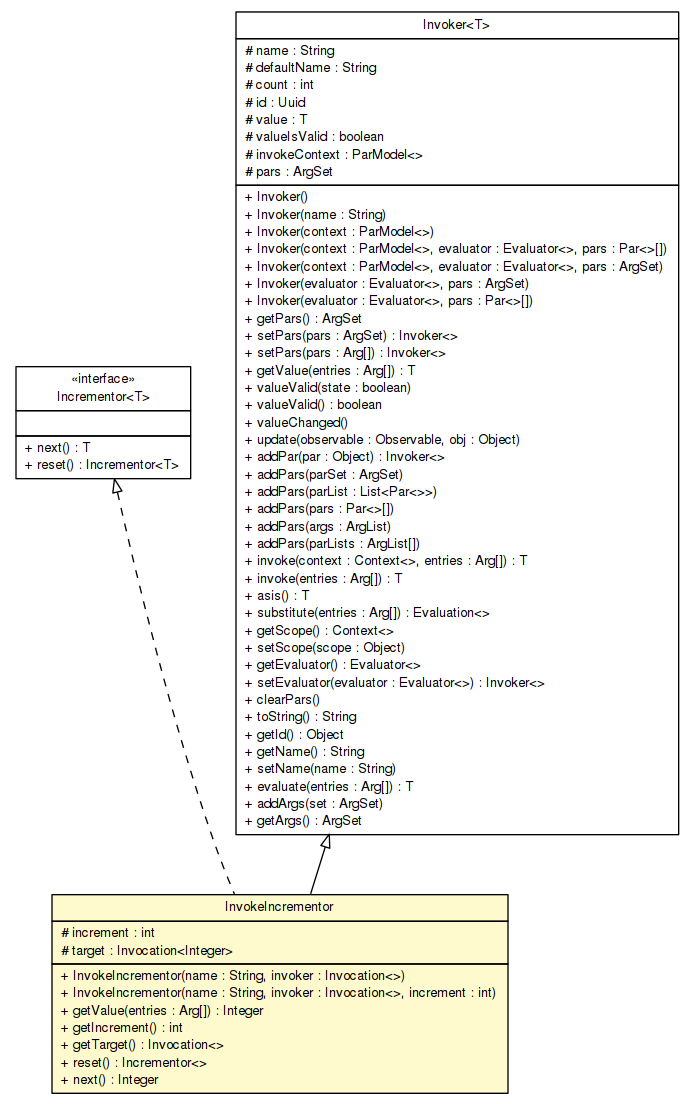 Invoker<T>
# name : String
# defaultName : String
# count : int
# id : Uuid
# value : T
# valueIsValid : boolean
# invokeContext : ParModel<>
# pars : ArgSet
+ Invoker()
+ Invoker(name : String)
+ Invoker(context : ParModel<>)
+ Invoker(context : ParModel<>, evaluator : Evaluator<>, pars : Par<>[])
+ Invoker(context : ParModel<>, evaluator : Evaluator<>, pars : ArgSet)
+ Invoker(evaluator : Evaluator<>, pars : ArgSet)
+ Invoker(evaluator : Evaluator<>, pars : Par<>[])
+ getPars() : ArgSet
+ setPars(pars : ArgSet) : Invoker<>
+ setPars(pars : Arg[]) : Invoker<>
+ getValue(entries : Arg[]) : T
+ valueValid(state : boolean)
+ valueValid() : boolean
+ valueChanged()
+ update(observable : Observable, obj : Object)
+ addPar(par : Object) : Invoker<>
+ addPars(parSet : ArgSet)
+ addPars(parList : List<Par<>>)
+ addPars(pars : Par<>[])
+ addPars(args : ArgList)
+ addPars(parLists : ArgList[])
+ invoke(context : Context<>, entries : Arg[]) : T
+ invoke(entries : Arg[]) : T
+ asis() : T
+ substitute(entries : Arg[]) : Evaluation<>
+ getScope() : Context<>
+ setScope(scope : Object)
+ getEvaluator() : Evaluator<>
+ setEvaluator(evaluator : Evaluator<>) : Invoker<>
+ clearPars()
+ toString() : String
+ getId() : Object
+ getName() : String
+ setName(name : String)
+ evaluate(entries : Arg[]) : T
+ addArgs(set : ArgSet)
+ getArgs() : ArgSet
«interface»
Incrementor<T>
+ next() : T
+ reset() : Incrementor<T>
InvokeIncrementor
# increment : int
# target : Invocation<Integer>
+ InvokeIncrementor(name : String, invoker : Invocation<>)
+ InvokeIncrementor(name : String, invoker : Invocation<>, increment : int)
+ getValue(entries : Arg[]) : Integer
+ getIncrement() : int
+ getTarget() : Invocation<>
+ reset() : Incrementor<>
+ next() : Integer